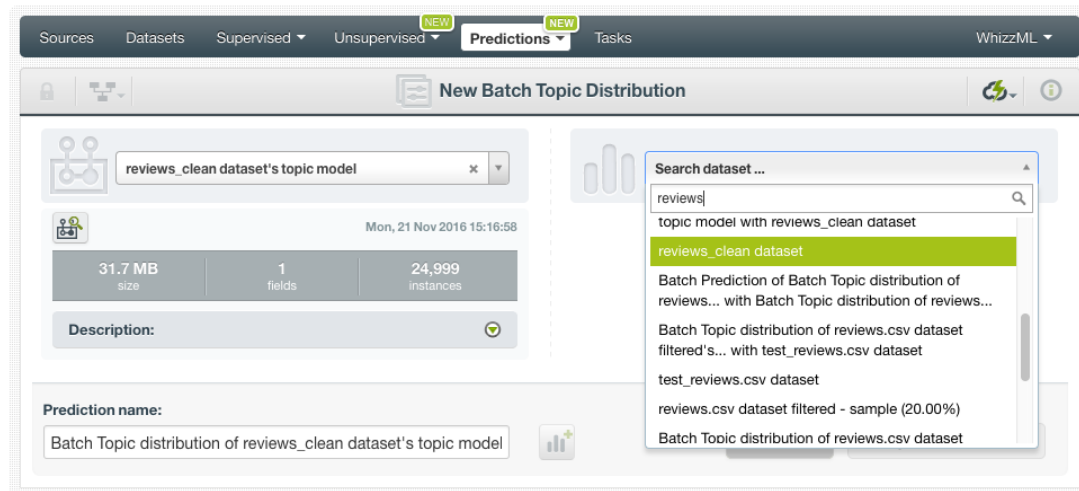 NEW
NEW
Sources Datasets Supervised Unsupervised Predictions Tasks WhizzML
New Batch Topic Distribution
reviews_clean dataset's topic model
Search dataset ...
reviews
Mon, 21 Nov 2016 15:16:58
31.7 MB 1 24,999
size fields instances
Description:
topic model with reviews_clean dataset
reviews_clean dataset
Batch Prediction of Batch Topic distribution of
reviews... with Batch Topic distribution of reviews...
Batch Topic distribution of reviews.csv dataset
filtered's... with test_reviews.csv dataset
test_reviews.csv dataset
reviews.csv dataset filtered - sample (20.00%)
Batch Topic distribution of reviews.csv dataset
Prediction name:
Batch Topic distribution of reviews_clean dataset's topic model